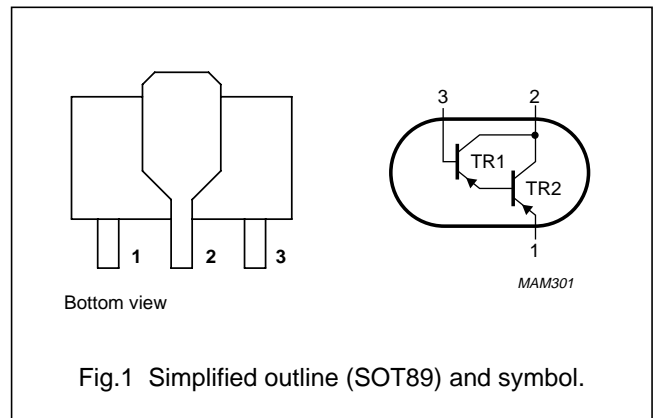 1 2 3
Bottom view
3 2
TR1
TR2
1
MAM301
Fig.1 Simplified outline (SOT89) and symbol.